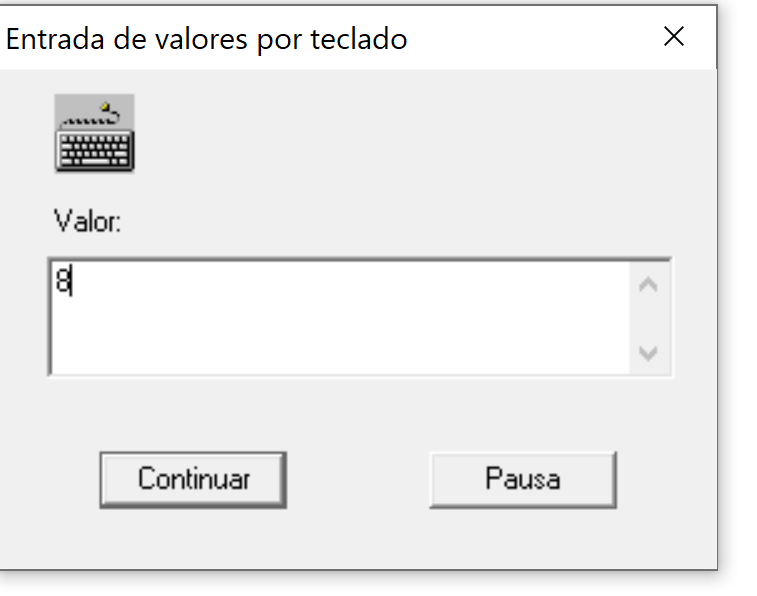 Entrada de valores por teclado
Valor:
8
Continuar
Pausa